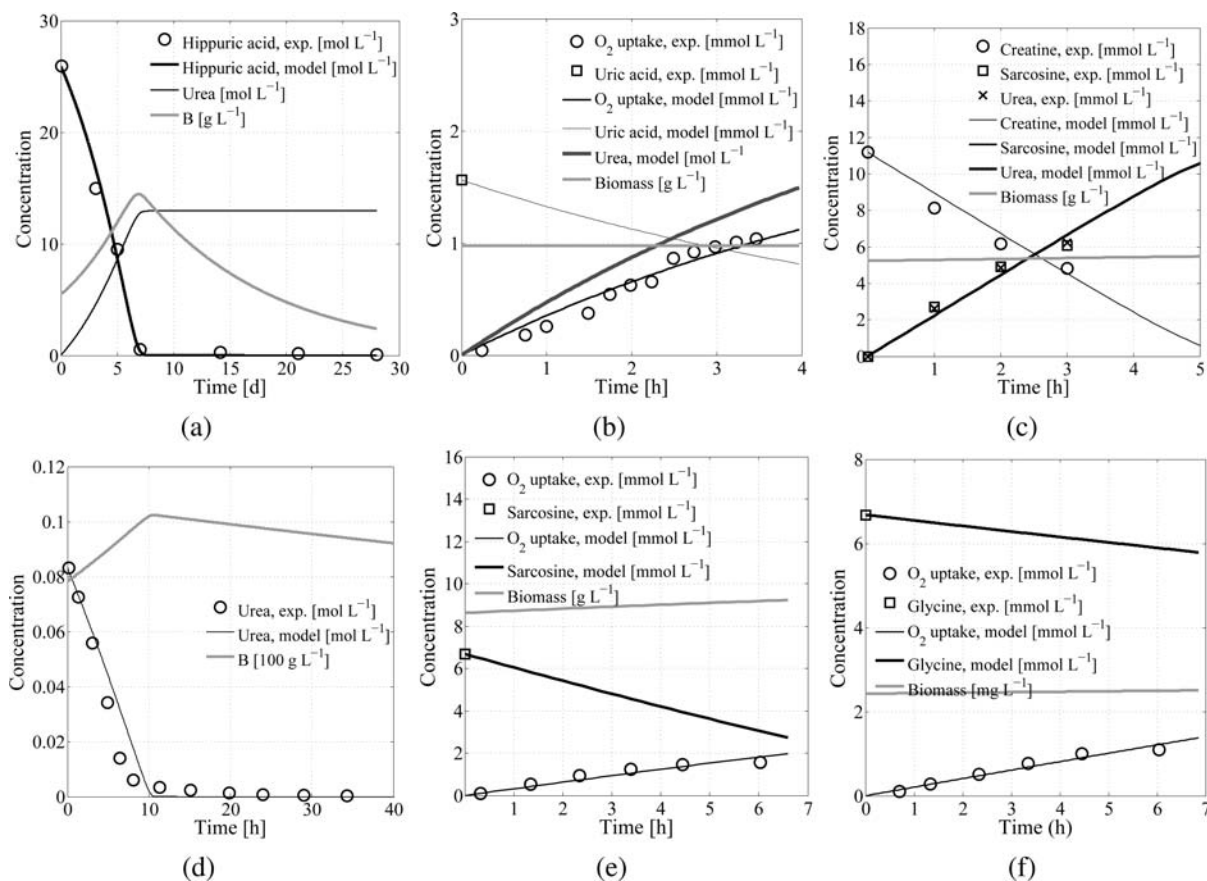 30
20
10
0
Concentration
Hippuric acid, exp. [mol L⁻¹]
Hippuric acid, model [mol L⁻¹]
Urea [mol L⁻¹]
B [g L⁻¹]
0 5 10 15 20 25 30
Time [d]
(a)
3
2
1
0
Concentration
O₂ uptake, exp. [mmol L⁻¹]
Uric acid, exp. [mmol L⁻¹]
O₂ uptake, model [mmol L⁻¹]
Uric acid, model [mmol L⁻¹]
Urea, model [mol L⁻¹
Biomass [g L⁻¹]
0 1 2 3 4
Time [h]
(b)
18
16
14
12
10
8
6
4
2
0
Concentration
Creatine, exp. [mmol L⁻¹]
Sarcosine, exp. [mmol L⁻¹]
Urea, exp. [mmol L⁻¹]
Creatine, model [mmol L⁻¹]
Sarcosine, model [mmol L⁻¹]
Urea, model [mmol L⁻¹]
Biomass [g L⁻¹]
1 2 3 4 5
Time [h]
(c)
0.12
0.1
0.08
0.06
0.04
0.02
0
Concentration
Urea, exp. [mol L⁻¹]
Urea, model [mol L⁻¹]
B [100 g L⁻¹]
0 10 20 30 40
Time [h]
(d)
16
14
12
10
8
6
4
2
0
Concentration
O₂ uptake, exp. [mmol L⁻¹]
Sarcosine, exp. [mmol L⁻¹]
O₂ uptake, model [mmol L⁻¹]
Sarcosine, model [mmol L⁻¹]
Biomass [g L⁻¹]
1 2 3 4 5 6 7
Time [h]
(e)
8
6
4
2
0
Concentration
O₂ uptake, exp. [mmol L⁻¹]
Glycine, exp. [mmol L⁻¹]
O₂ uptake, model [mmol L⁻¹]
Glycine, model [mmol L⁻¹]
Biomass [mg L⁻¹]
0 1 2 3 4 5 6 7
Time (h)
(f)